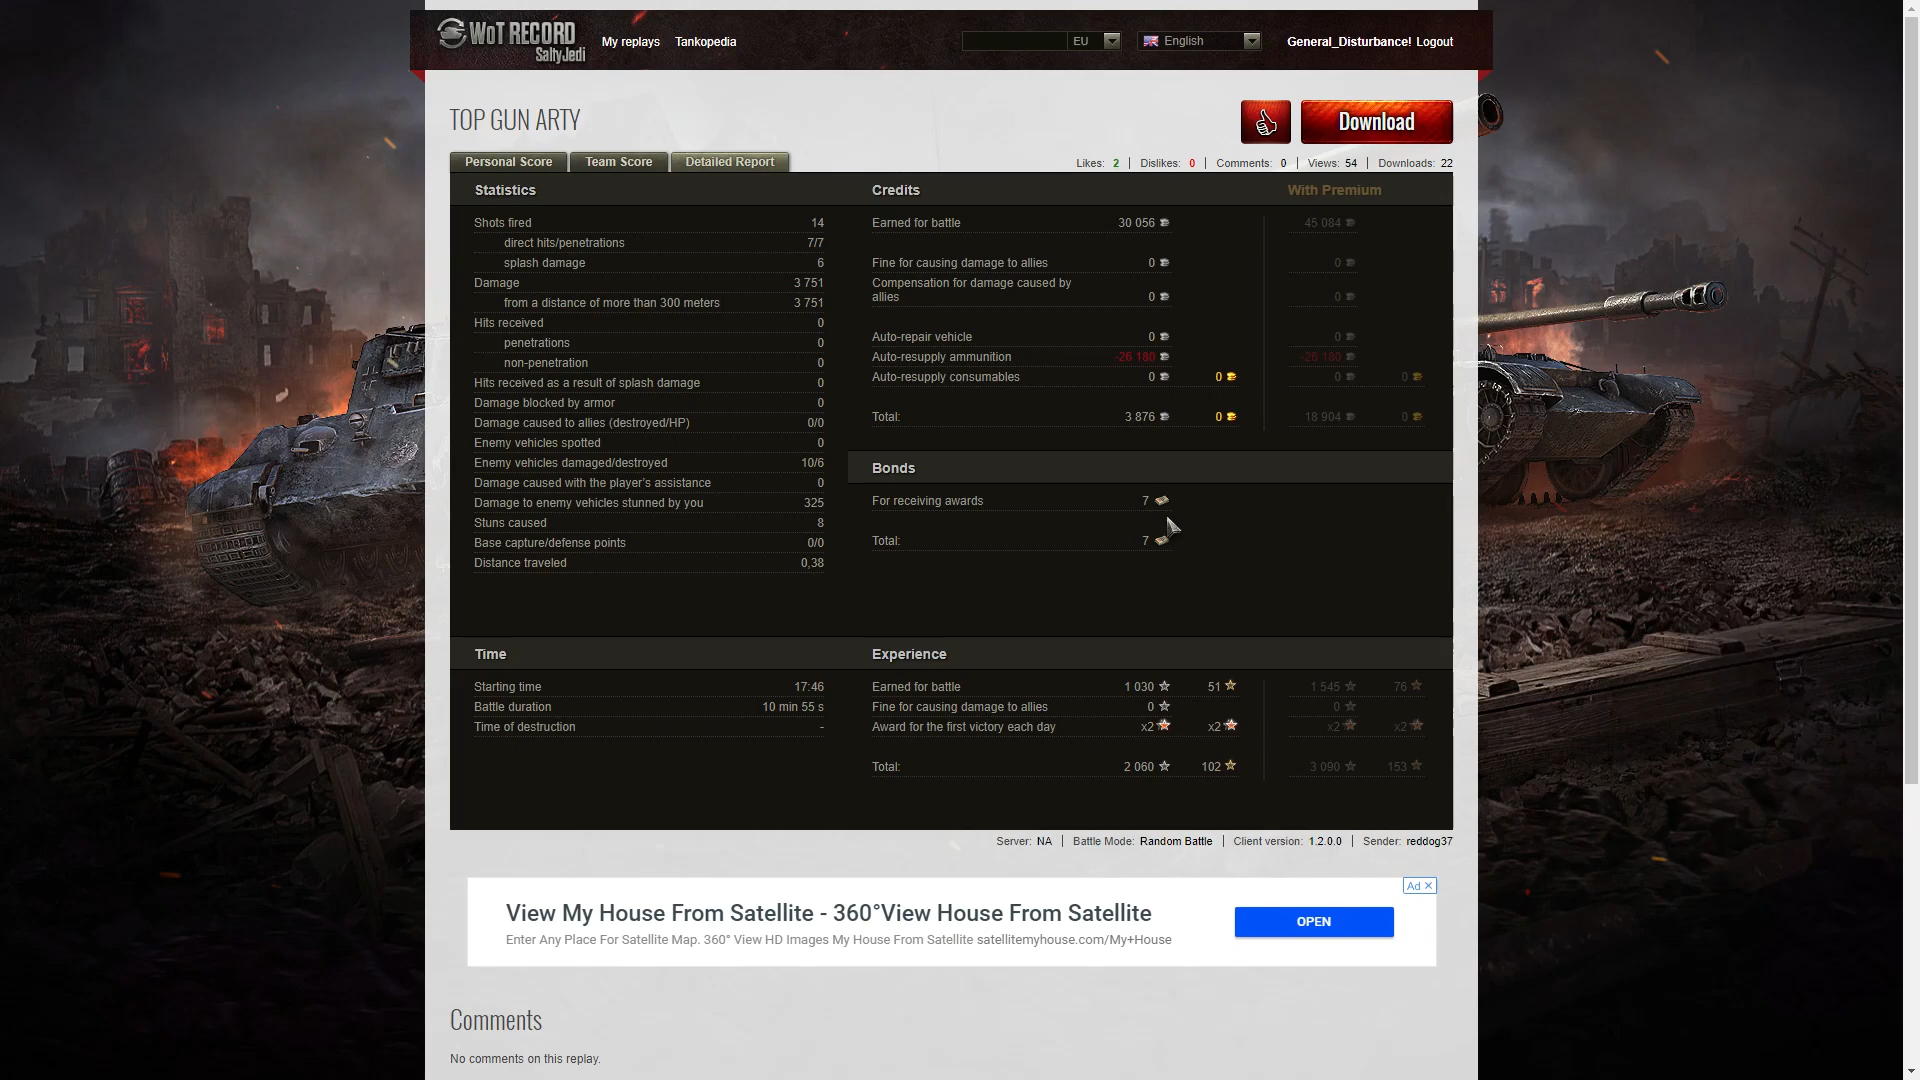 WoT RECORD
SaltyJedi
My replays
Tankopedia
EU
English
General_Disturbance! Logout
TOP GUN ARTY
Download
Personal Score
Team Score
Detailed Report
Likes: 2 | Dislikes: 0 | Comments: 0 | Views: 54 | Downloads: 22
Statistics
Shots fired 14
direct hits/penetrations 7/7
splash damage 6
Damage 3 751
from a distance of more than 300 meters 3 751
Hits received 0
penetrations 0
non-penetration 0
Hits received as a result of splash damage 0
Damage blocked by armor 0
Damage caused to allies (destroyed/HP) 0/0
Enemy vehicles spotted 0
Enemy vehicles damaged/destroyed 10/6
Damage caused with the player's assistance 0
Damage to enemy vehicles stunned by you 325
Stuns caused 8
Base capture/defense points 0/0
Distance traveled 0,38
Credits With Premium
Earned for battle 30 056 45 084
Fine for causing damage to allies 0 0
Compensation for damage caused by
allies 0 0
Auto-repair vehicle 0 0
Auto-resupply ammunition -26 180 -26 180
Auto-resupply consumables 0 0 0 0
Total: 3 876 0 18 904 0
Bonds
For receiving awards 7
Total: 7
Time
Starting time 17:46
Battle duration 10 min 55 s
Time of destruction -
Experience
Earned for battle 1 030 51 1 545 76
Fine for causing damage to allies 0 0
Award for the first victory each day x2 x2 x2 x2
Total: 2 060 102 3 090 153
Server: NA | Battle Mode: Random Battle | Client version: 1.2.0.0 | Sender: reddog37
Ad
View My House From Satellite - 360°View House From Satellite
Enter Any Place For Satellite Map. 360° View HD Images My House From Satellite satellitemyhouse.com/My+House
OPEN
Comments
No comments on this replay.